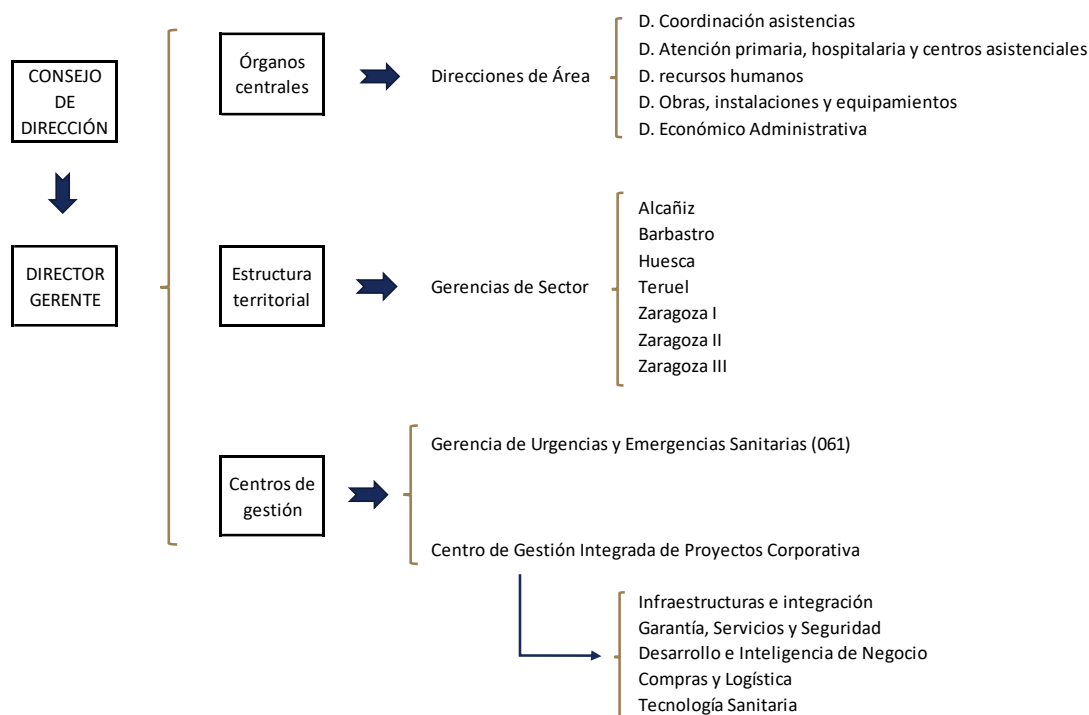 CONSEJO
DE
DIRECCIÓN
DIRECTOR
GERENTE
Órganos
centrales
Direcciones de Área
D. Coordinación asistencias
D. Atención primaria, hospitalaria y centros asistenciales
D. recursos humanos
D. Obras, instalaciones y equipamientos
D. Económico Administrativa
Estructura
territorial
Gerencias de Sector
Alcañiz
Barbastro
Huesca
Teruel
Zaragoza I
Zaragoza II
Zaragoza III
Centros de
gestión
Gerencia de Urgencias y Emergencias Sanitarias (061)
Centro de Gestión Integrada de Proyectos Corporativa
Infraestructuras e integración
Garantía, Servicios y Seguridad
Desarrollo e Inteligencia de Negocio
Compras y Logística
Tecnología Sanitaria